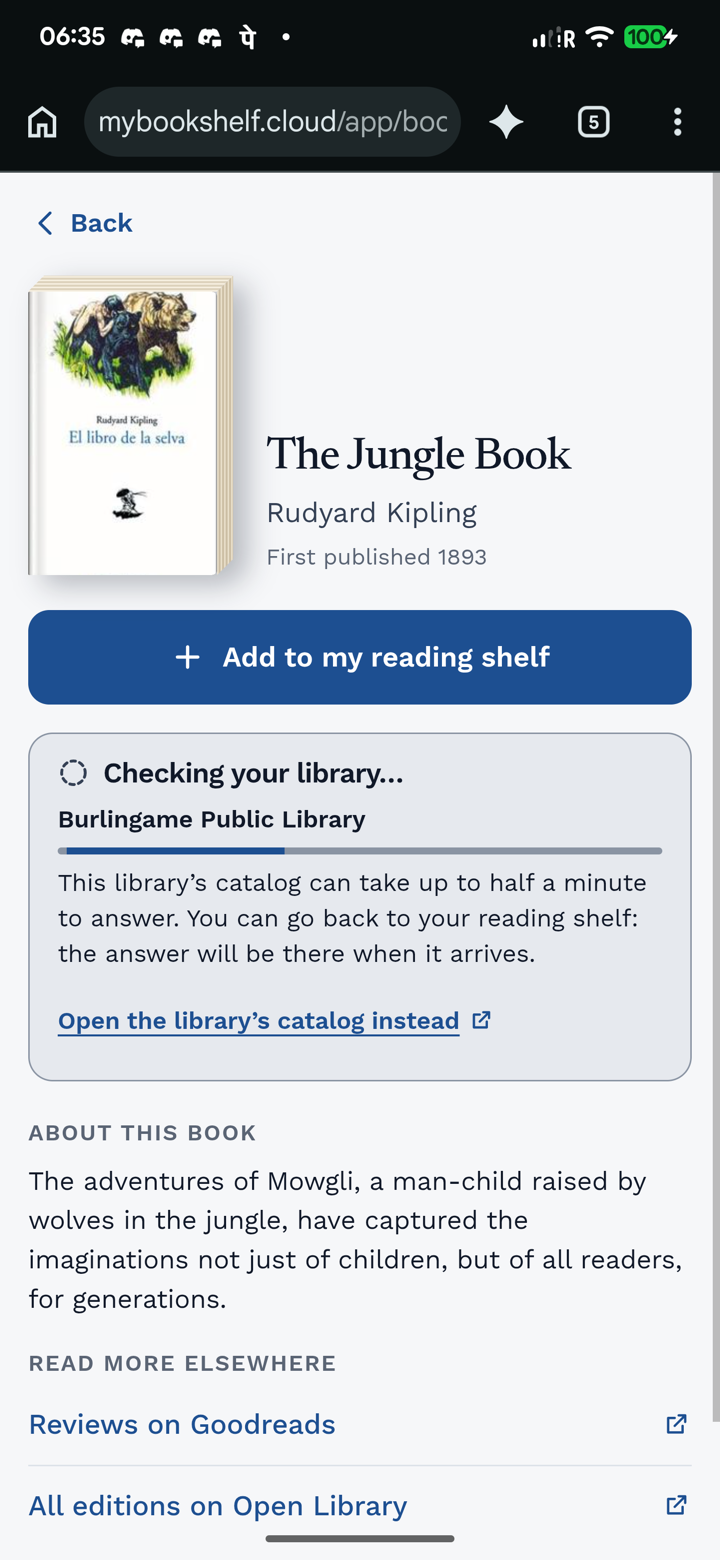 06:35 पे
R 100
mybookshelf.cloud/app/boo
5
Back
Rudyard Kipling
El libro de la selva
The Jungle Book
Rudyard Kipling
First published 1893
Add to my reading shelf
Checking your library...
Burlingame Public Library
This library’s catalog can take up to half a minute
to answer. You can go back to your reading shelf:
the answer will be there when it arrives.
Open the library’s catalog instead
ABOUT THIS BOOK
The adventures of Mowgli, a man-child raised by
wolves in the jungle, have captured the
imaginations not just of children, but of all readers,
for generations.
READ MORE ELSEWHERE
Reviews on Goodreads
All editions on Open Library